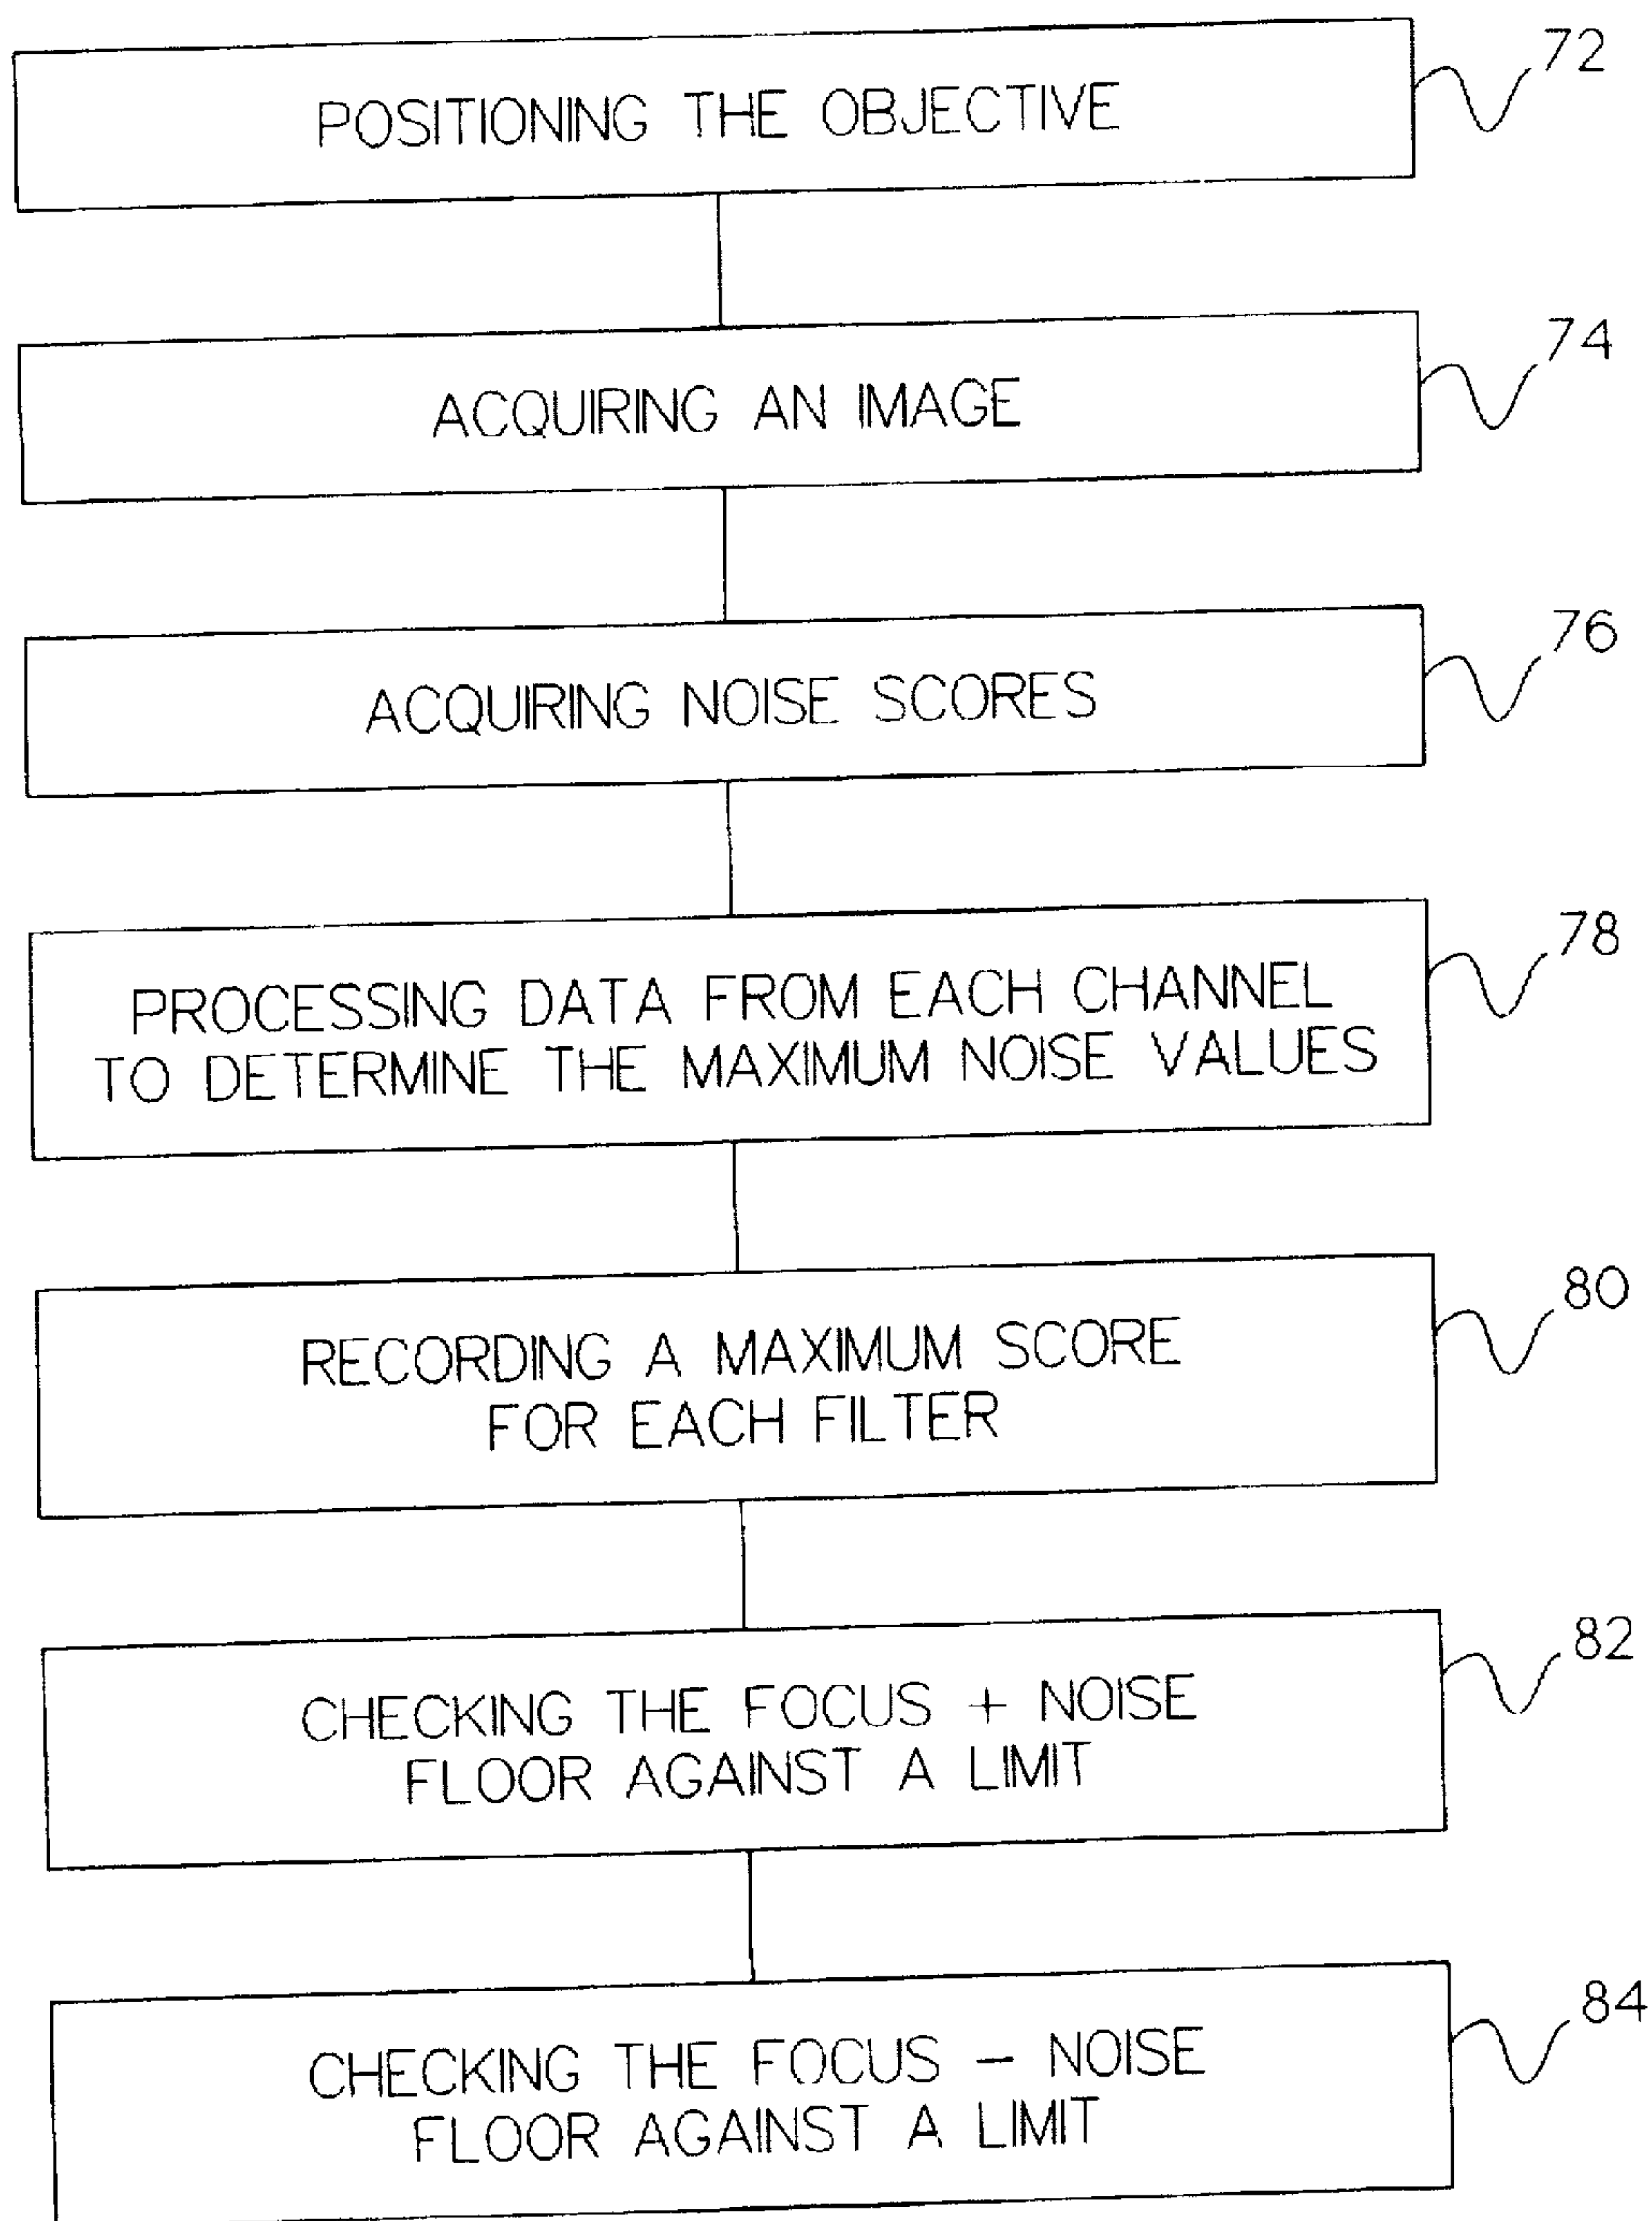 POSITIONING THE OBJECTIVE
72
ACQUIRING AN IMAGE
74
ACQUIRING NOISE SCORES
76
PROCESSING DATA FROM EACH CHANNEL
TO DETERMINE THE MAXIMUM NOISE VALUES
78
RECORDING A MAXIMUM SCORE
FOR EACH FILTER
80
CHECKING THE FOCUS + NOISE
FLOOR AGAINST A LIMIT
82
CHECKING THE FOCUS – NOISE
FLOOR AGAINST A LIMIT
84